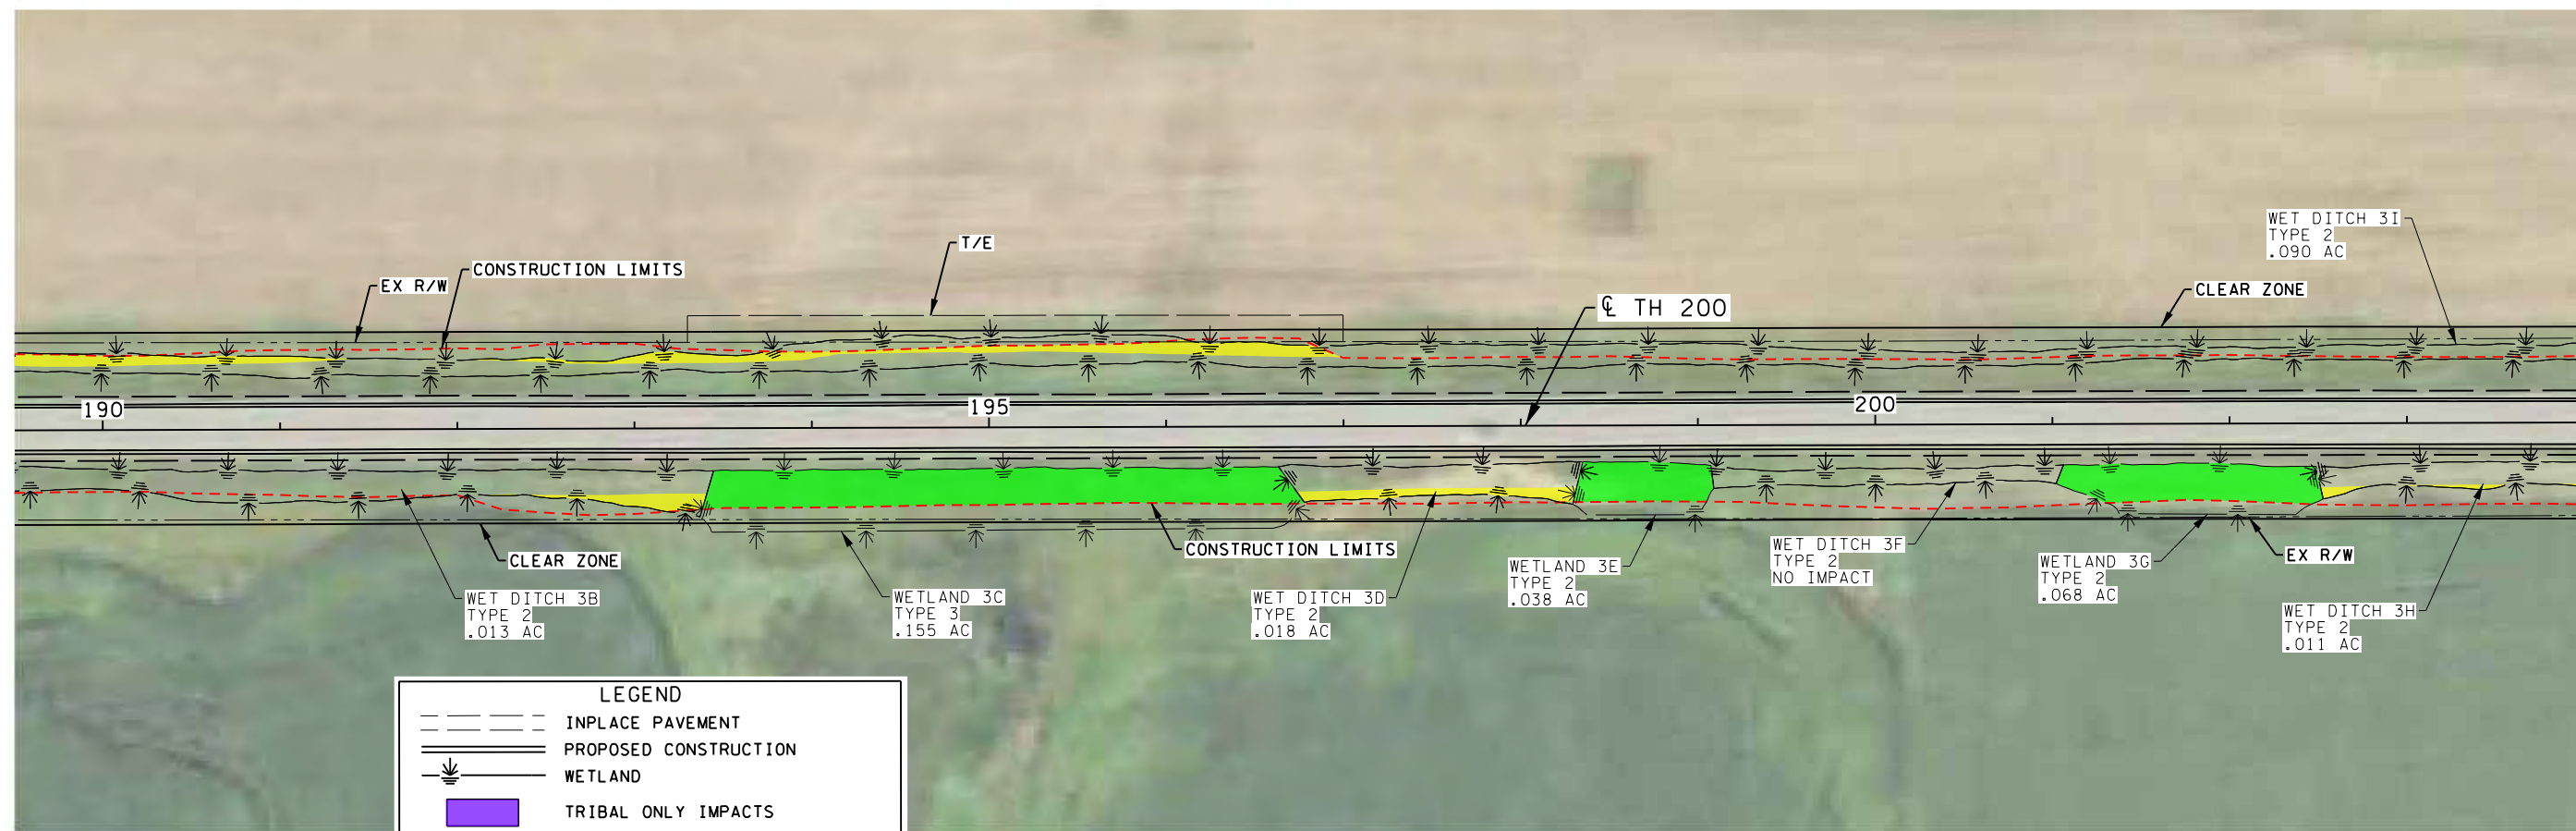 WET DITCH 3I
TYPE 2
.090 AC
T/E
CONSTRUCTION LIMITS
EX R/W
CLEAR ZONE
℄ TH 200
190
195
200
CLEAR ZONE
CONSTRUCTION LIMITS
EX R/W
WET DITCH 3B
TYPE 2
.013 AC
WETLAND 3C
TYPE 3
.155 AC
WET DITCH 3D
TYPE 2
.018 AC
WETLAND 3E
TYPE 2
.038 AC
WET DITCH 3F
TYPE 2
NO IMPACT
WETLAND 3G
TYPE 2
.068 AC
WET DITCH 3H
TYPE 2
.011 AC
LEGEND
INPLACE PAVEMENT
PROPOSED CONSTRUCTION
WETLAND
TRIBAL ONLY IMPACTS